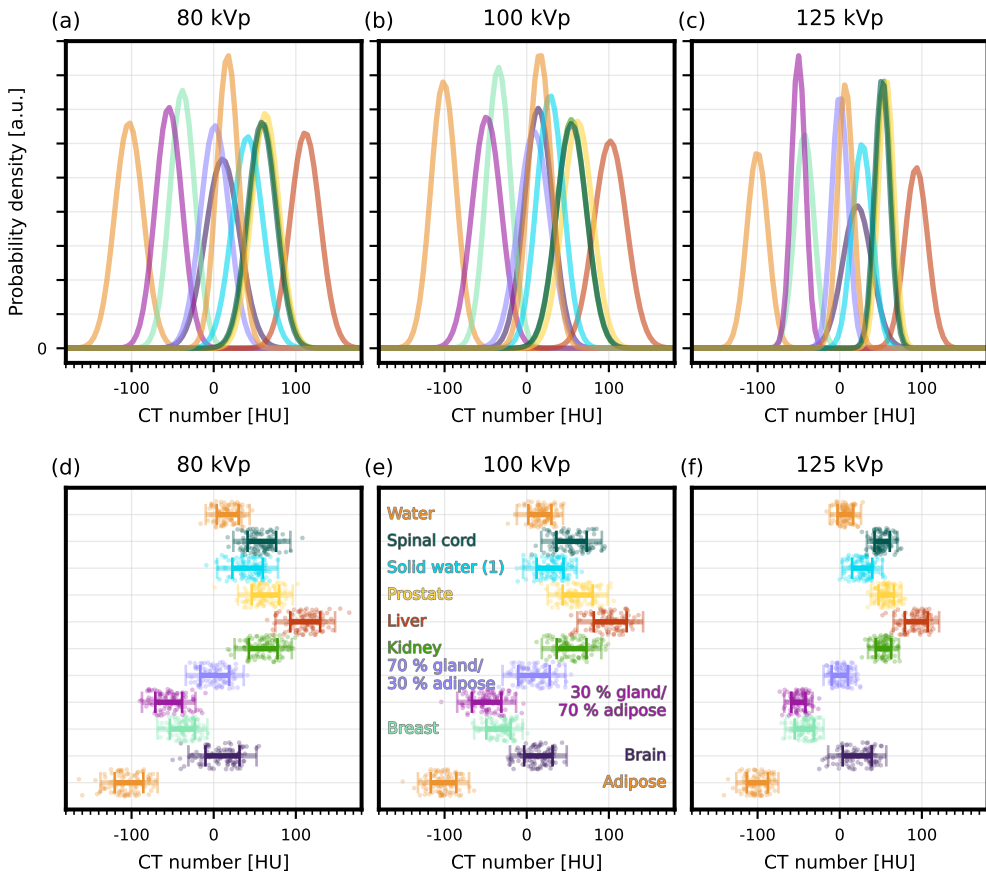 (a) 80 kVp
(b) 100 kVp
(c) 125 kVp
Probability density [a.u.]
0
-100 0 100
-100 0 100
-100 0 100
CT number [HU]
CT number [HU]
CT number [HU]
(d) 80 kVp
(e) 100 kVp
(f) 125 kVp
Water
Spinal cord
Solid water (1)
Prostate
Liver
Kidney
70 % gland/
30 % adipose
30 % gland/
70 % adipose
Breast
Brain
Adipose
-100 0 100
-100 0 100
-100 0 100
CT number [HU]
CT number [HU]
CT number [HU]